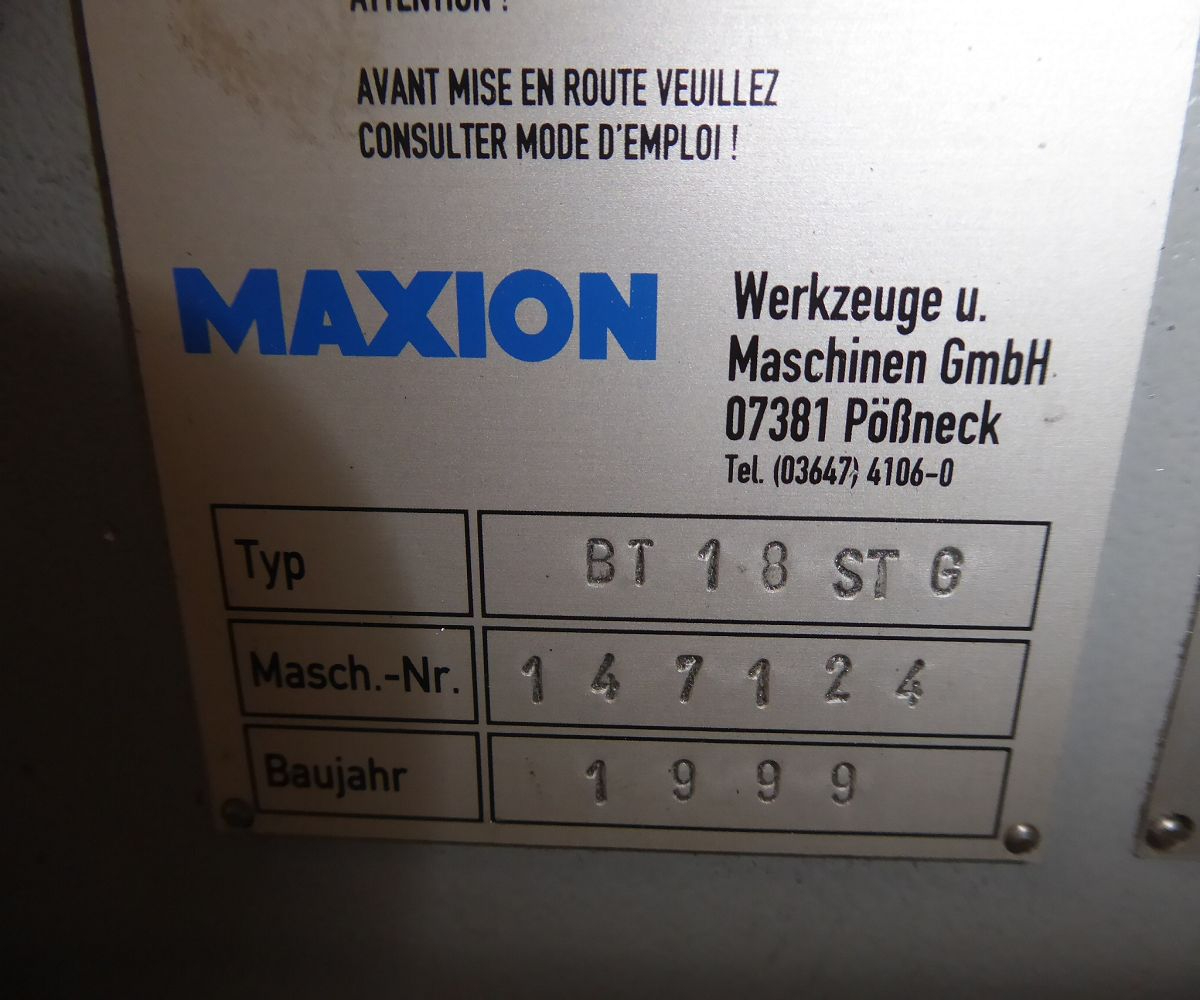 ATTENTION !
AVANT MISE EN ROUTE VEUILLEZ
CONSULTER MODE D'EMPLOI !
MAXION
Werkzeuge u.
Maschinen GmbH
07381 Pößneck
Tel. (03647) 4106-0
Typ BT 18 ST G
Masch.-Nr. 147124
Baujahr 1999